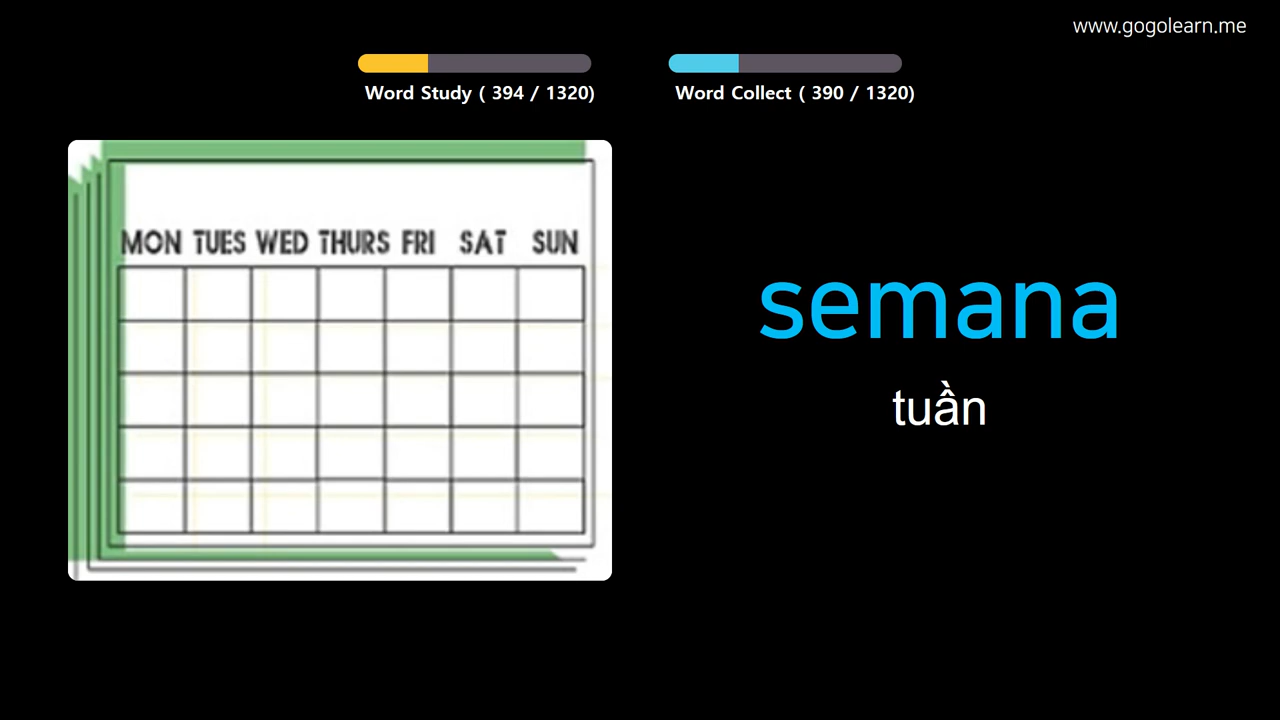 www.gogolearn.me
Word Study ( 394 / 1320)
Word Collect ( 390 / 1320)
MON TUES WED THURS FRI SAT SUN
semana
tuần